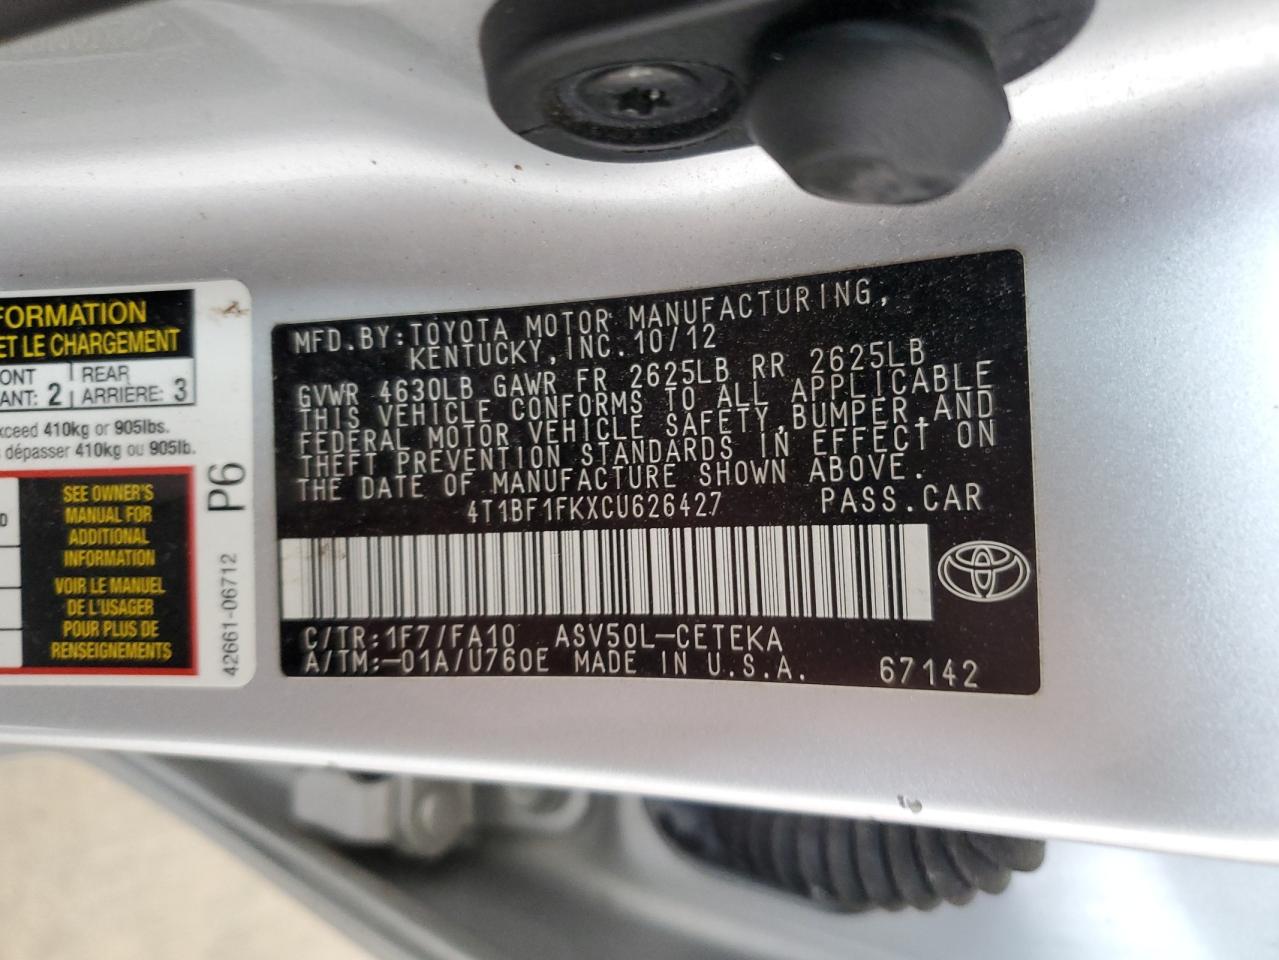 FORMATION
ET LE CHARGEMENT
ONT
ANT: 2
REAR
ARRIÈRE: 3
xceed 410kg or 905lbs.
s dépasser 410kg ou 905lb.
D
SEE OWNER'S
MANUAL FOR
ADDITIONAL
INFORMATION
VOIR LE MANUEL
DE L'USAGER
POUR PLUS DE
RENSEIGNEMENTS
P6
42661-06712
MFD.BY:TOYOTA MOTOR MANUFACTURING,
KENTUCKY,INC.10/12
GVWR 4630LB GAWR FR 2625LB RR 2625LB
THIS VEHICLE CONFORMS TO ALL APPLICABLE
FEDERAL MOTOR VEHICLE SAFETY,BUMPER,AND
THEFT PREVENTION STANDARDS IN EFFECT ON
THE DATE OF MANUFACTURE SHOWN ABOVE.
4T1BF1FKXCU626427 PASS.CAR
C/TR:1F7/FA10 ASV50L-CETEKA
A/TM:-01A/U760E MADE IN U.S.A. 67142